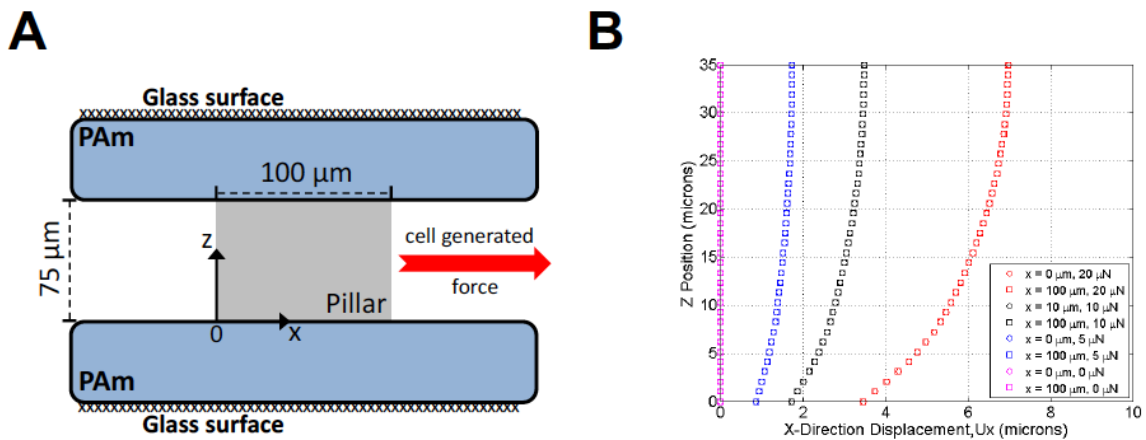 A
B
Glass surface
xxxxxxxxxxxxxxxxxxxxxxxxxxxxxxxxxxxxxxxxxxxxxxxxxxxxxx
PAm
100 μm
75 μm
z
cell generated
force
Pillar
0
x
PAm
xxxxxxxxxxxxxxxxxxxxxxxxxxxxxxxxxxxxxxxxxxxxxxxxxxxxxx
Glass surface
Z Position (microns)
35
30
25
20
15
10
5
0
0 2 4 6 8 10
X-Direction Displacement,Ux (microns)
x = 0 μm, 20 μN
x = 100 μm, 20 μN
x = 10 μm, 10 μN
x = 100 μm, 10 μN
x = 0 μm, 5 μN
x = 100 μm, 5 μN
x = 0 μm, 0 μN
x = 100 μm, 0 μN